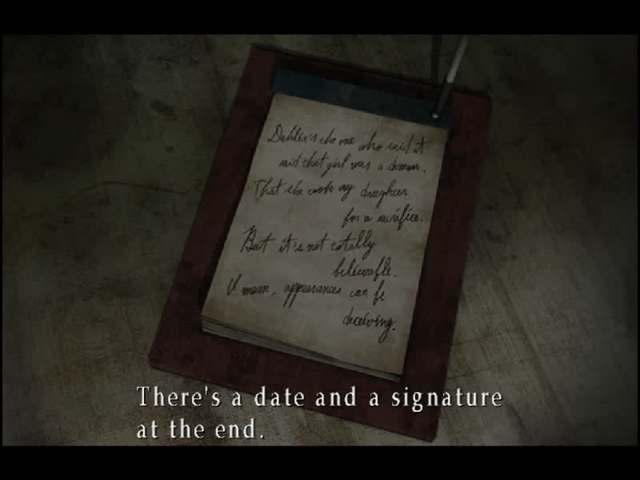 Dahlia's the one who said it
that girl was a demon.
That she took my daughter
for a sacrifice.
But it's not totally
believable.
I mean, appearances can be
deceiving.
There's a date and a signature
at the end.